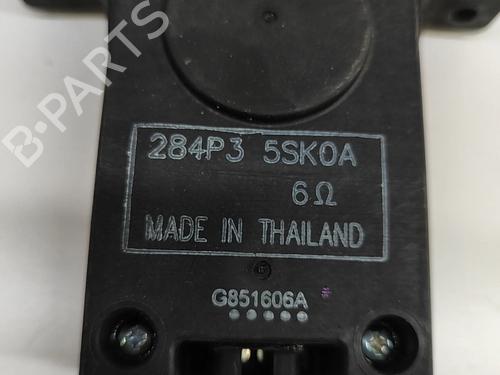 B-PARTS
284P3 5SK0A
6Ω
MADE IN THAILAND
G851606A